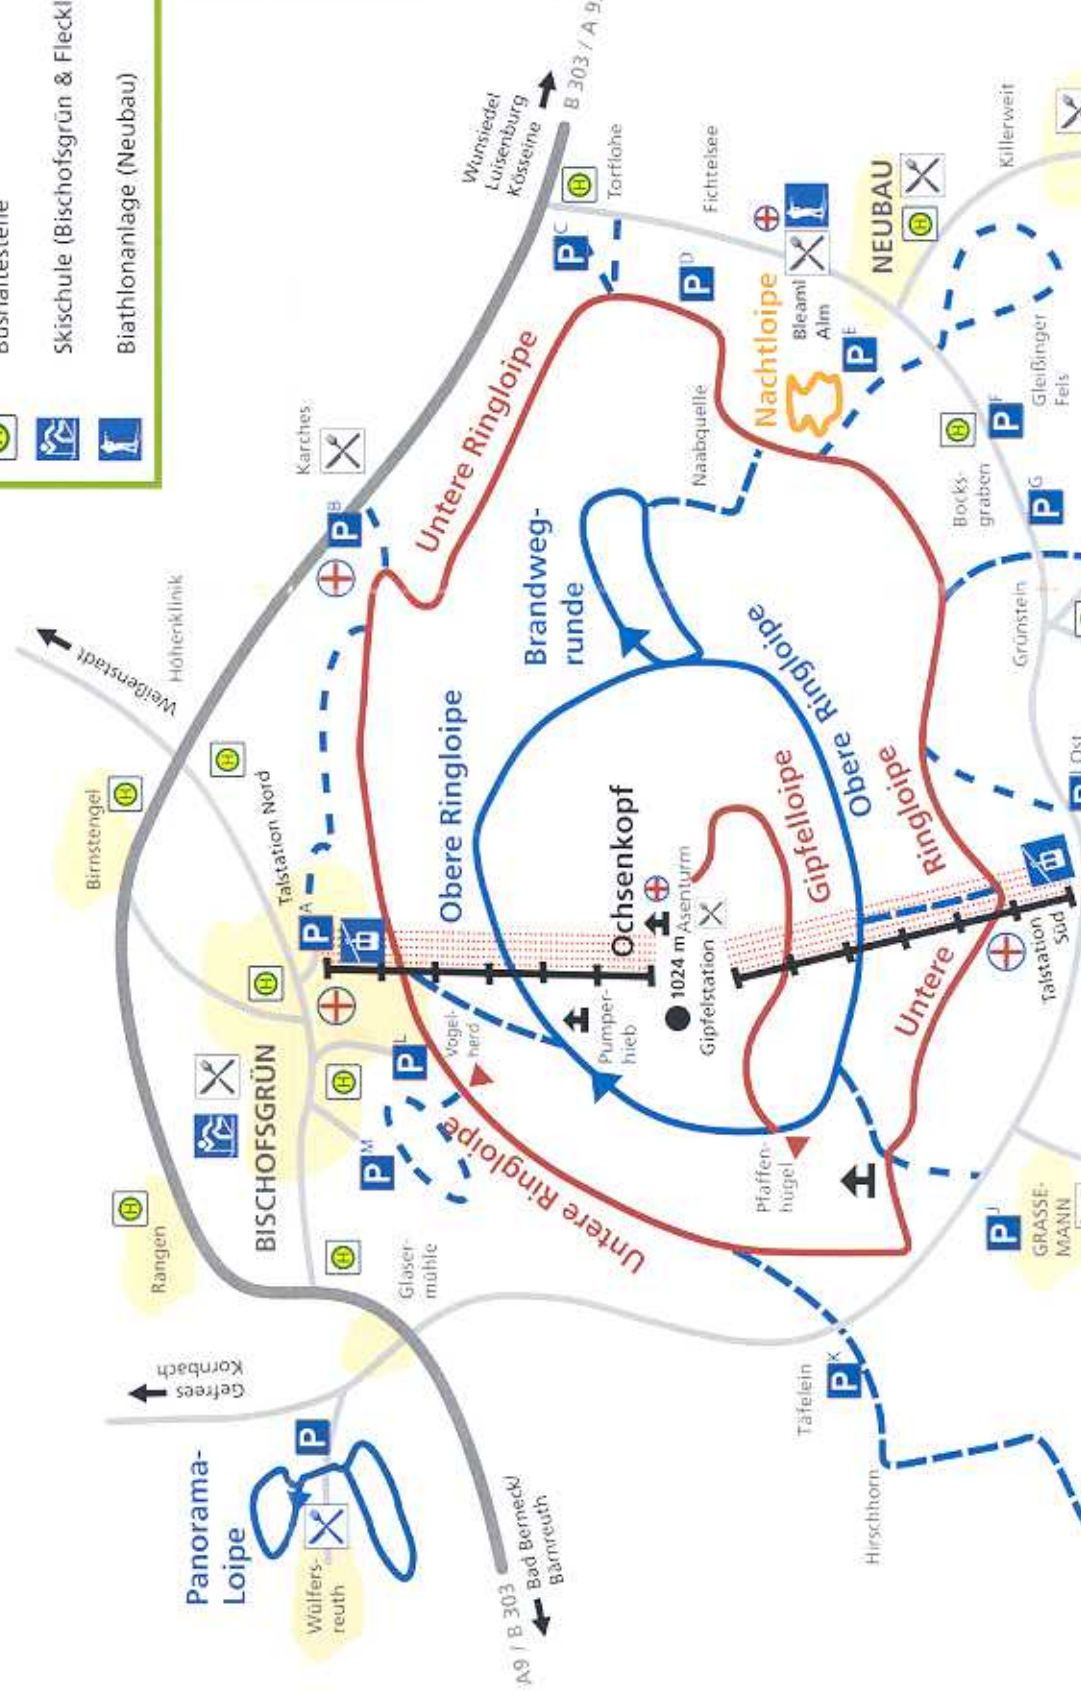 Skischule (Bischofsgrün & Fleckl
Biathlonanlage (Neubau)
Wunsiedel
Luisenburg
Kösseine
B 303 / A 9
Torflohe
Fichtelsee
Killerweit
NEUBAU
Bleaml
Alm
Nachtloipe
Gleißinger
Fels
Naabquelle
Bocks-
graben
Grünstein
Karches
Höhenklinik
Weißenstadt
Birnstengel
Talstation Nord
Untere Ringloipe
Brandweg-
runde
Obere Ringloipe
Obere Ringloipe
Gipfelloipe
Ringloipe
Untere
Ochsenkopf
Asenturm
1024 m
Gipfelstation
Pumper-
hieb
Vogel-
herd
Untere Ringloipe
Pfaffen-
hügel
Talstation
Süd
Ost
BISCHOFSGRÜN
Rangen
Glaser-
mühle
Gefrees
Kornbach
GRASSE-
MANN
Täfelein
Hirschhorn
Panorama-
Loipe
Wülfers-
reuth
A9 / B 303
Bad Berneck/
Bärnreuth
P A
P B
P C
P D
P E
P F
P G
P J
P K
P L
P M
P
H
H
H
H
H
H
H
H
H